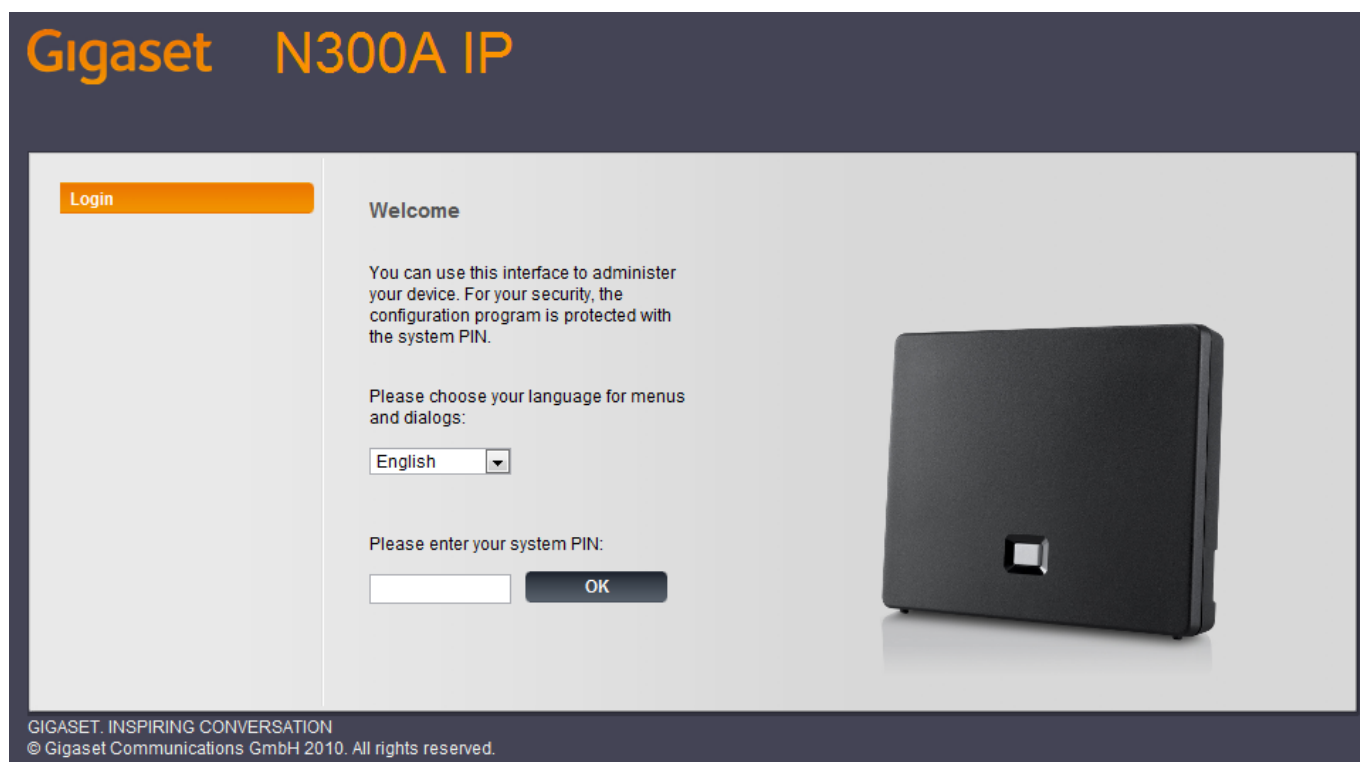 Gigaset N300A IP
Login
Welcome
You can use this interface to administer
your device. For your security, the
configuration program is protected with
the system PIN.
Please choose your language for menus
and dialogs:
English
Please enter your system PIN:
OK
GIGASET. INSPIRING CONVERSATION
© Gigaset Communications GmbH 2010. All rights reserved.